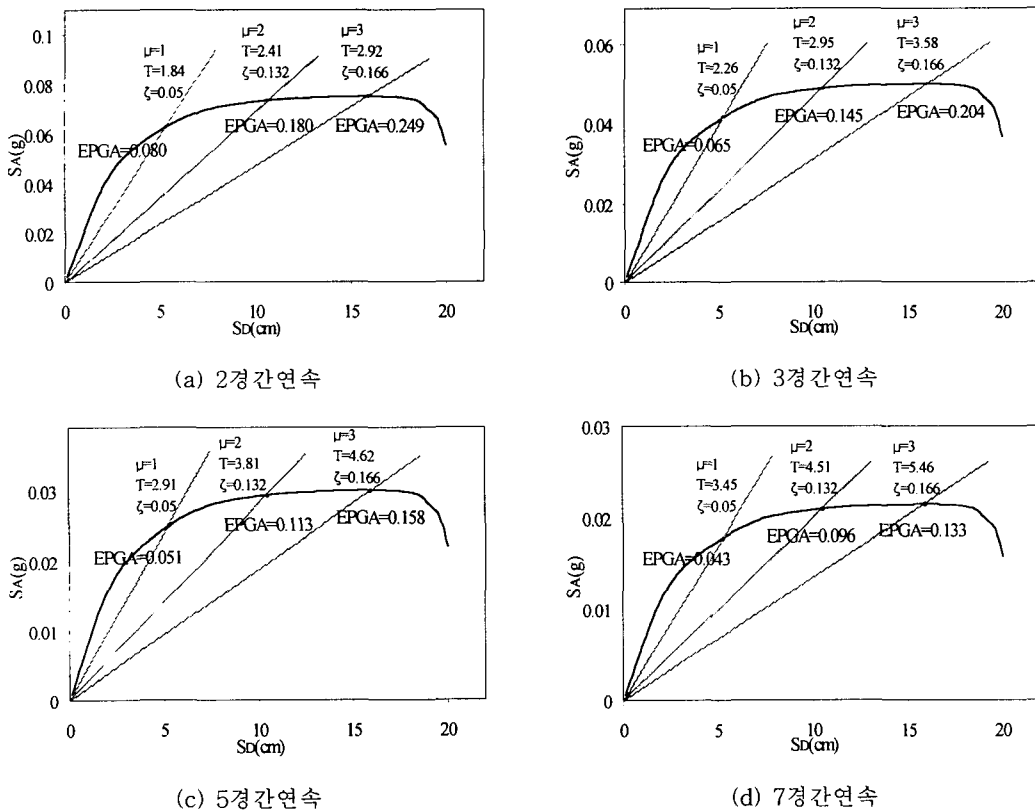 0.1
0.08
0.06
0.04
0.02
0
SA(g)
μ=1
T=1.84
ζ=0.05
μ=2
T=2.41
ζ=0.132
μ=3
T=2.92
ζ=0.166
EPGA=0.080
EPGA=0.180
EPGA=0.249
0 5 10 15 20
SD(cm)
(a) 2경간연속
0.06
0.04
0.02
0
SA(g)
μ=1
T=2.26
ζ=0.05
μ=2
T=2.95
ζ=0.132
μ=3
T=3.58
ζ=0.166
EPGA=0.065
EPGA=0.145
EPGA=0.204
0 5 10 15 20
SD(cm)
(b) 3경간연속
0.03
0.02
0.01
0
SA(g)
μ=1
T=2.91
ζ=0.05
μ=2
T=3.81
ζ=0.132
μ=3
T=4.62
ζ=0.166
EPGA=0.051
EPGA=0.113
EPGA=0.158
0 5 10 15 20
SD(cm)
(c) 5경간연속
0.03
0.02
0.01
0
SA(g)
μ=1
T=3.45
ζ=0.05
μ=2
T=4.51
ζ=0.132
μ=3
T=5.46
ζ=0.166
EPGA=0.043
EPGA=0.096
EPGA=0.133
0 5 10 15 20
SD(cm)
(d) 7경간연속